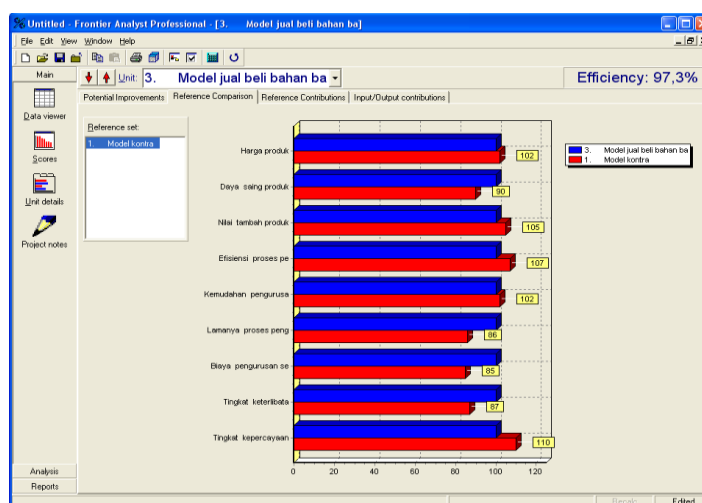 Untitled - Frontier Analyst Professional - [3. Model jual beli bahan ba]
File Edit View Window Help
Main
Unit: 3. Model jual beli bahan ba
Efficiency: 97,3%
Potential Improvements Reference Comparison Reference Contributions Input/Output contributions
Data viewer
Scores
Unit details
Project notes
Reference set:
1. Model kontra
Harga produk 102
Daya saing produk 90
Nilai tambah produk 105
Efisiensi proses pe 107
Kemudahan pengurusa 102
Lamanya proses peng 86
Biaya pengurusan se 85
Tingkat keterlibata 87
Tingkat kepercayaan 110
0 20 40 60 80 100 120
3. Model jual beli bahan ba
1. Model kontra
Analysis
Reports
Recalc Edited